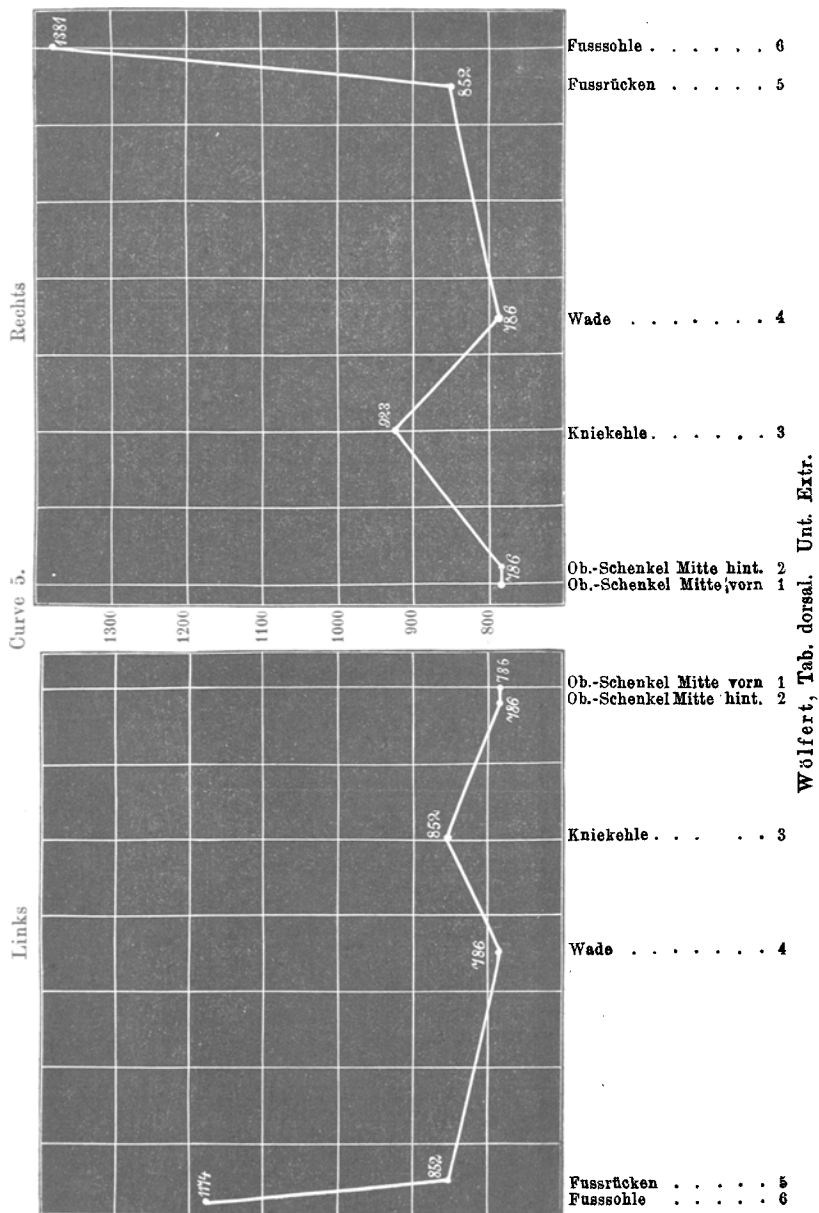 Curve 5.
Rechts
1381
Fusssohle . . . . . . 6
852
Fussrücken . . . . . 5
786
Wade . . . . . . . 4
923
Kniekehle . . . . . . 3
786
Ob.-Schenkel Mitte hint. 2
Ob.-Schenkel Mitte vorn 1
1300
1200
1100
1000
900
800
Links
786
Ob.-Schenkel Mitte vorn 1
786
Ob.-Schenkel Mitte hint. 2
852
Kniekehle . . . . . 3
786
Wade . . . . . . . 4
852
Fussrücken . . . . . 5
1174
Fusssohle . . . . . 6
Wölfert, Tab. dorsal. Unt. Extr.